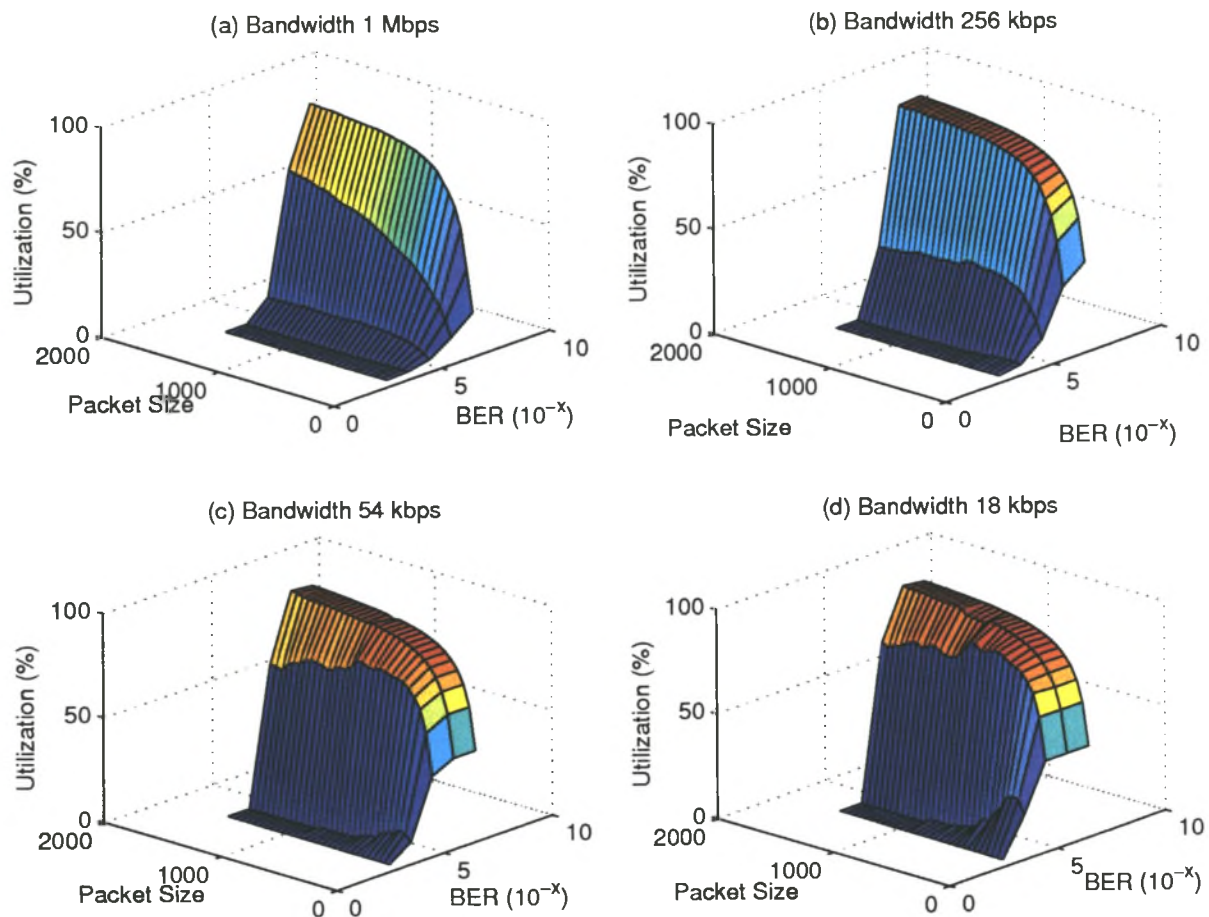 (a) Bandwidth 1 Mbps
100
50
0
Utilization (%)
2000
1000
0
Packet Size
0
5
10
BER (10⁻ˣ)
(b) Bandwidth 256 kbps
100
50
0
Utilization (%)
2000
1000
0
Packet Size
0
5
10
BER (10⁻ˣ)
(c) Bandwidth 54 kbps
100
50
0
Utilization (%)
2000
1000
0
Packet Size
0
5
10
BER (10⁻ˣ)
(d) Bandwidth 18 kbps
100
50
0
Utilization (%)
2000
1000
0
Packet Size
0
5
10
BER (10⁻ˣ)